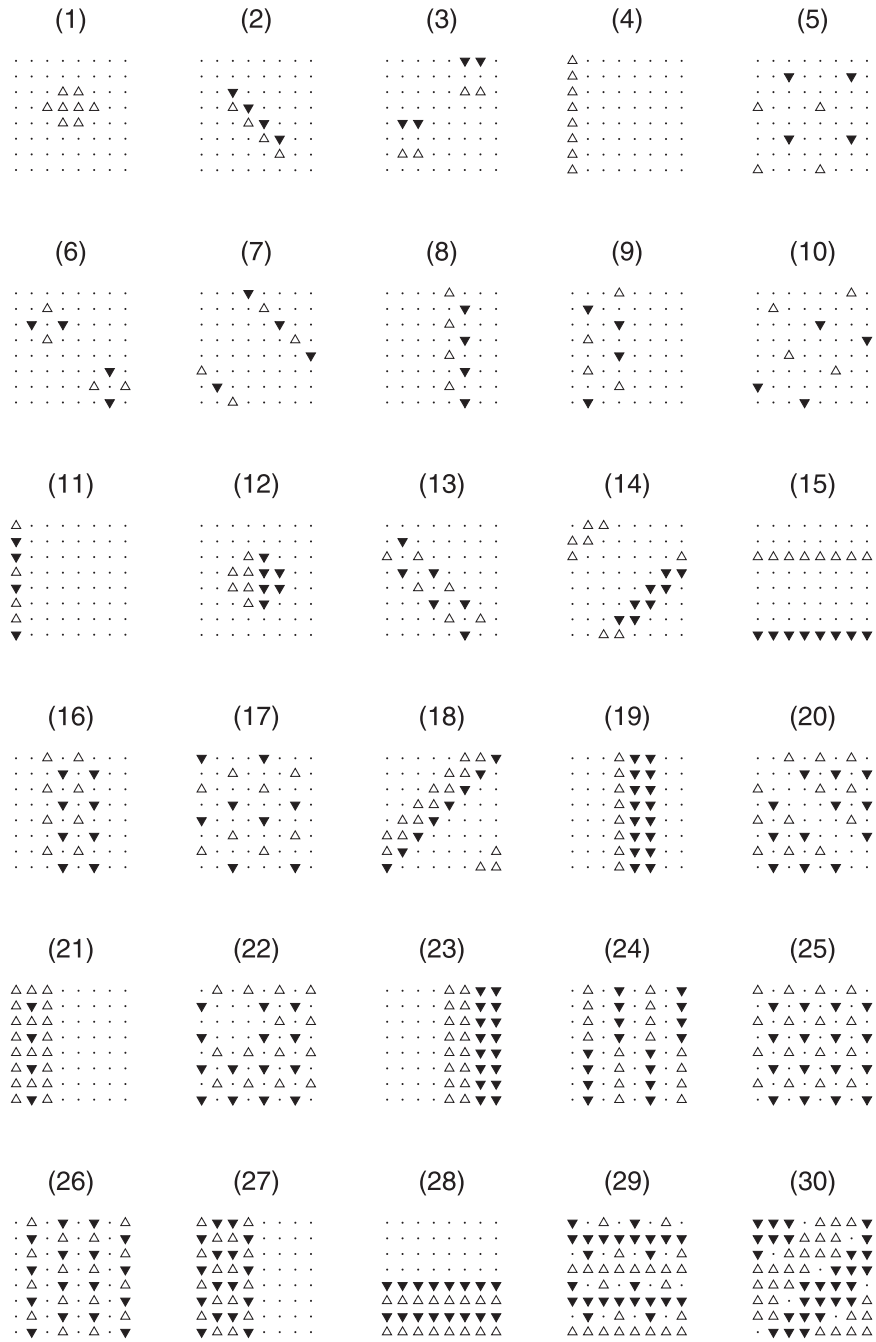 (1) (2) (3) (4) (5)
(6) (7) (8) (9) (10)
(11) (12) (13) (14) (15)
(16) (17) (18) (19) (20)
(21) (22) (23) (24) (25)
(26) (27) (28) (29) (30)